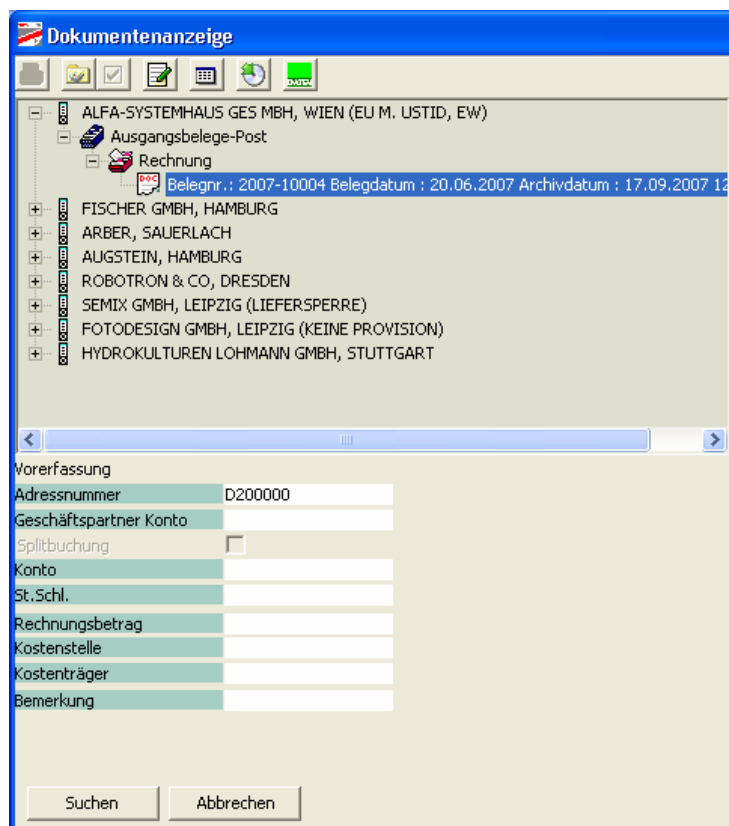 Dokumentenanzeige
DATEV
ALFA-SYSTEMHAUS GES MBH, WIEN (EU M. USTID, EW)
Ausgangsbelege-Post
Rechnung
DOC Belegnr.: 2007-10004 Belegdatum : 20.06.2007 Archivdatum : 17.09.2007 12
FISCHER GMBH, HAMBURG
ARBER, SAUERLACH
AUGSTEIN, HAMBURG
ROBOTRON & CO, DRESDEN
SEMIX GMBH, LEIPZIG (LIEFERSPERRE)
FOTODESIGN GMBH, LEIPZIG (KEINE PROVISION)
HYDROKULTUREN LOHMANN GMBH, STUTTGART
Vorerfassung
Adressnummer D200000
Geschäftspartner Konto
Splitbuchung
Konto
St.Schl.
Rechnungsbetrag
Kostenstelle
Kostenträger
Bemerkung
Suchen Abbrechen